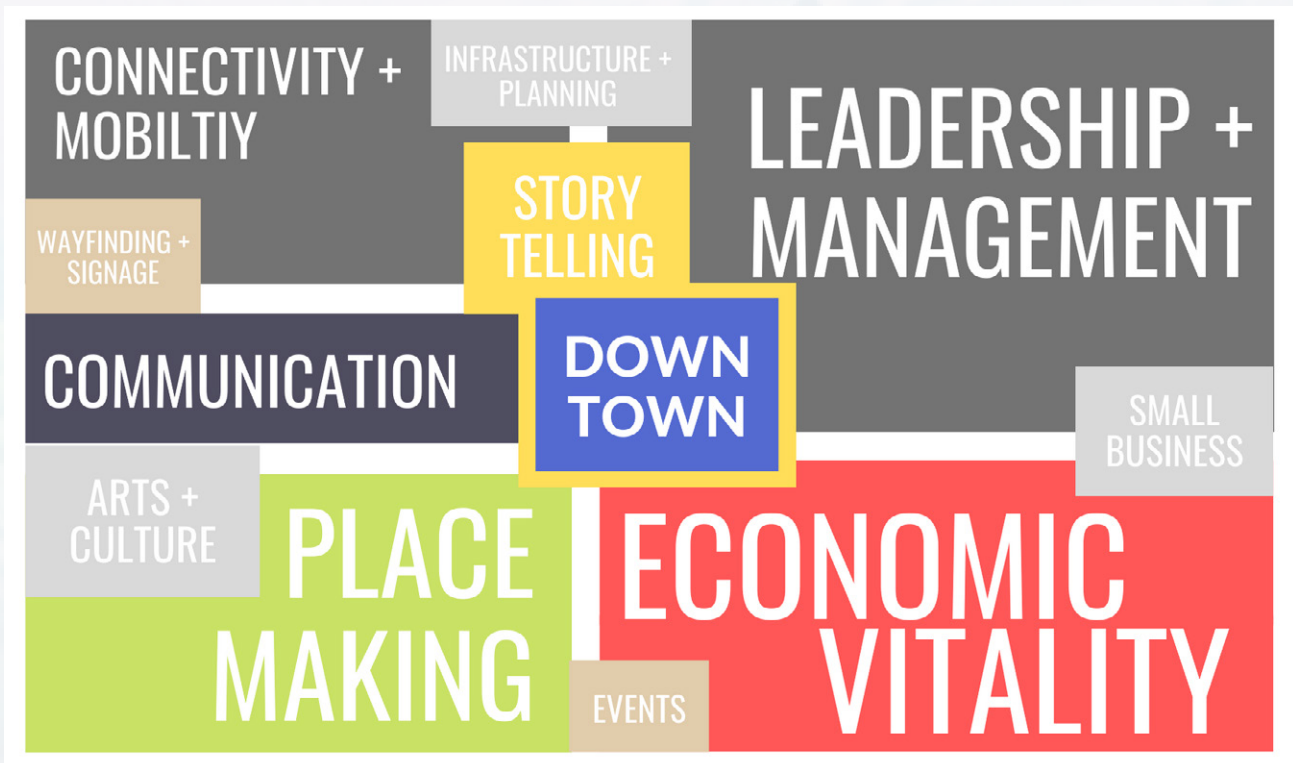 CONNECTIVITY +
MOBILTIY
INFRASTRUCTURE +
PLANNING
LEADERSHIP +
MANAGEMENT
STORY
TELLING
WAYFINDING +
SIGNAGE
COMMUNICATION
DOWN
TOWN
SMALL
BUSINESS
ARTS +
CULTURE
PLACE
MAKING
ECONOMIC
VITALITY
EVENTS